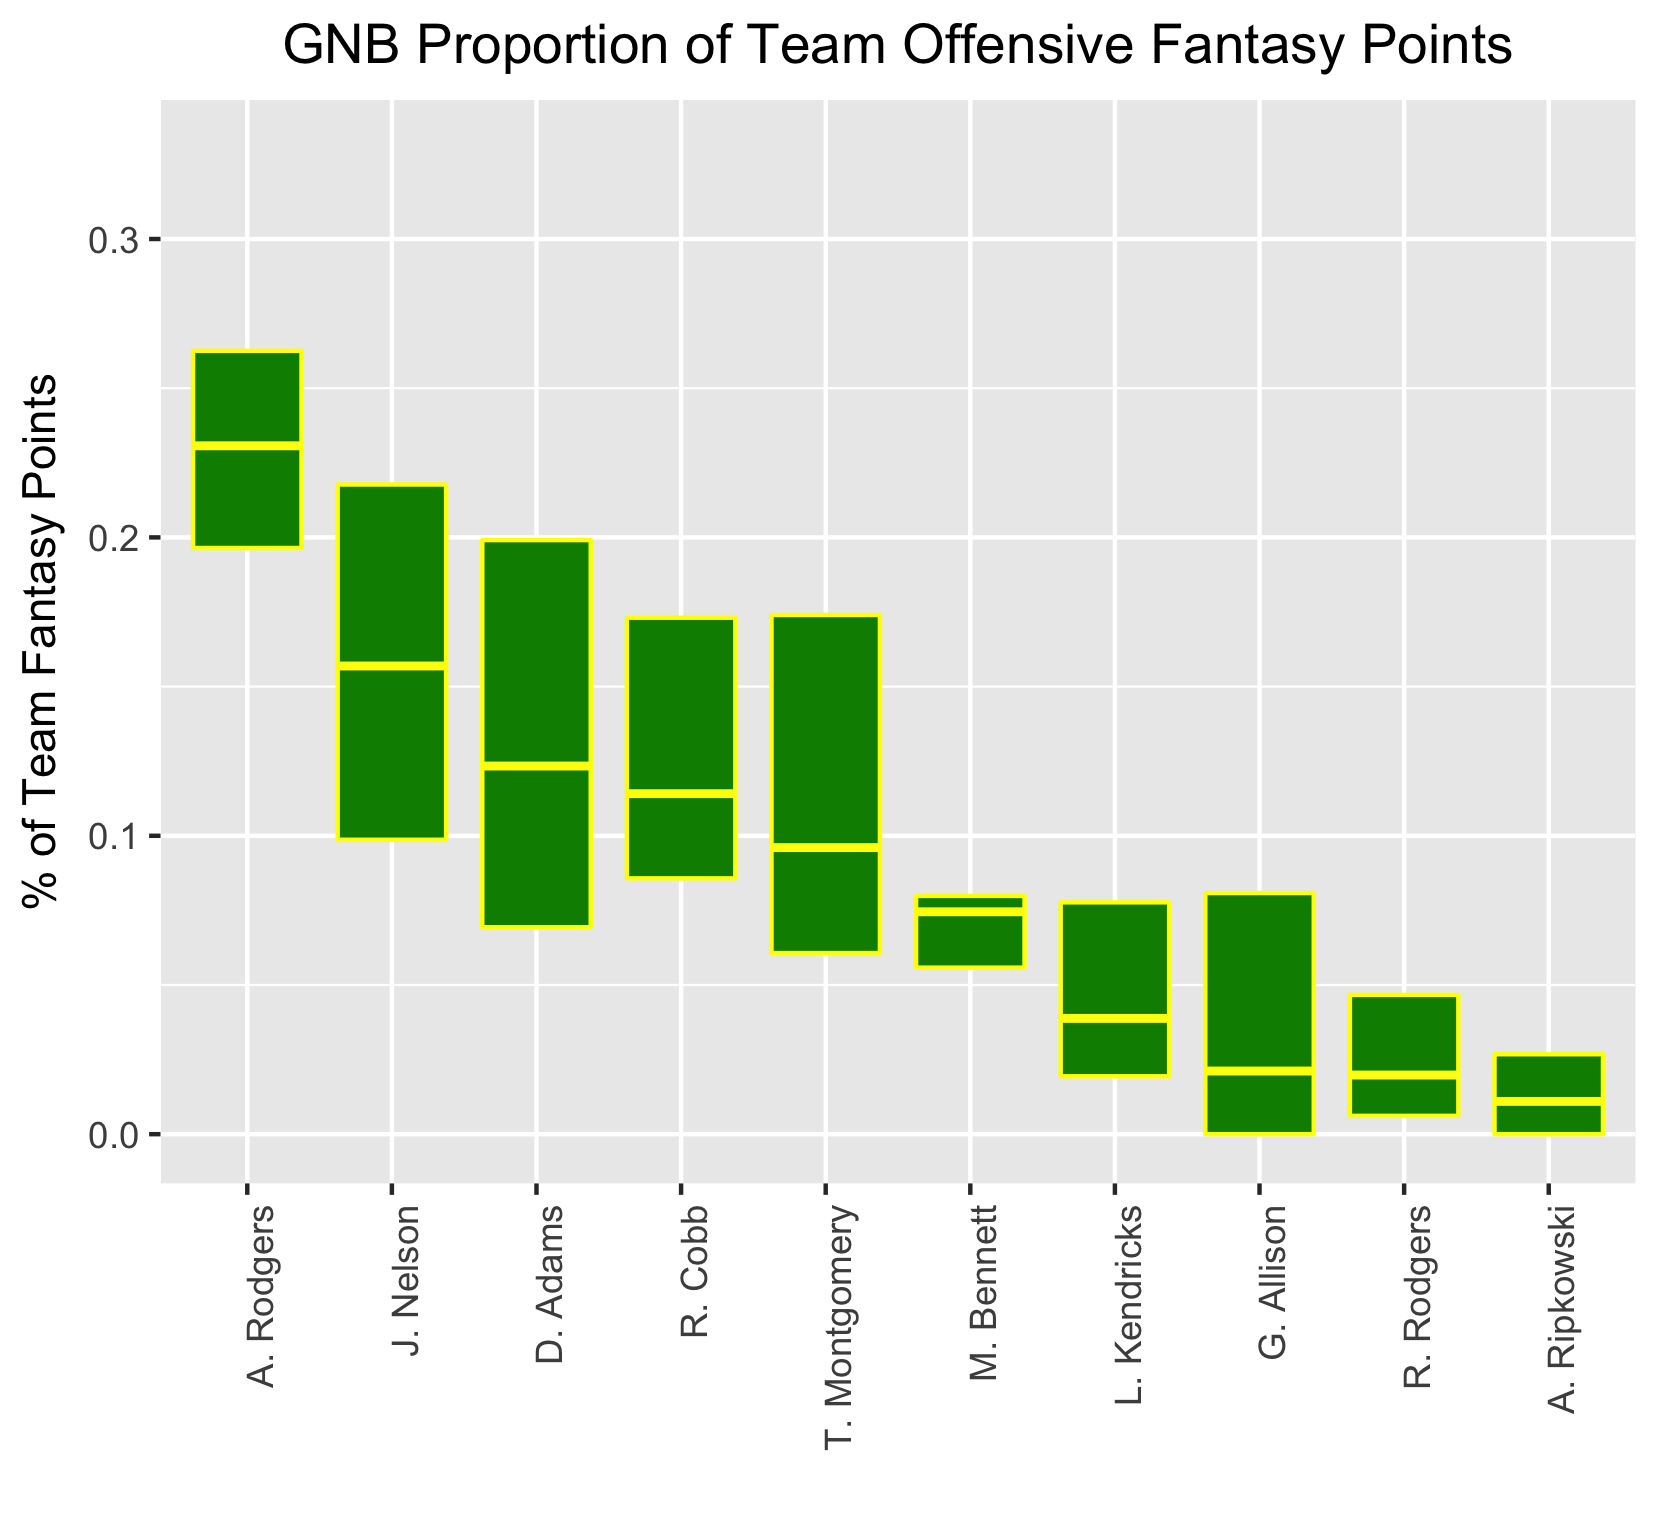 GNB Proportion of Team Offensive Fantasy Points
% of Team Fantasy Points
0.3
0.2
0.1
0.0
A. Rodgers
J. Nelson
D. Adams
R. Cobb
T. Montgomery
M. Bennett
L. Kendricks
G. Allison
R. Rodgers
A. Ripkowski